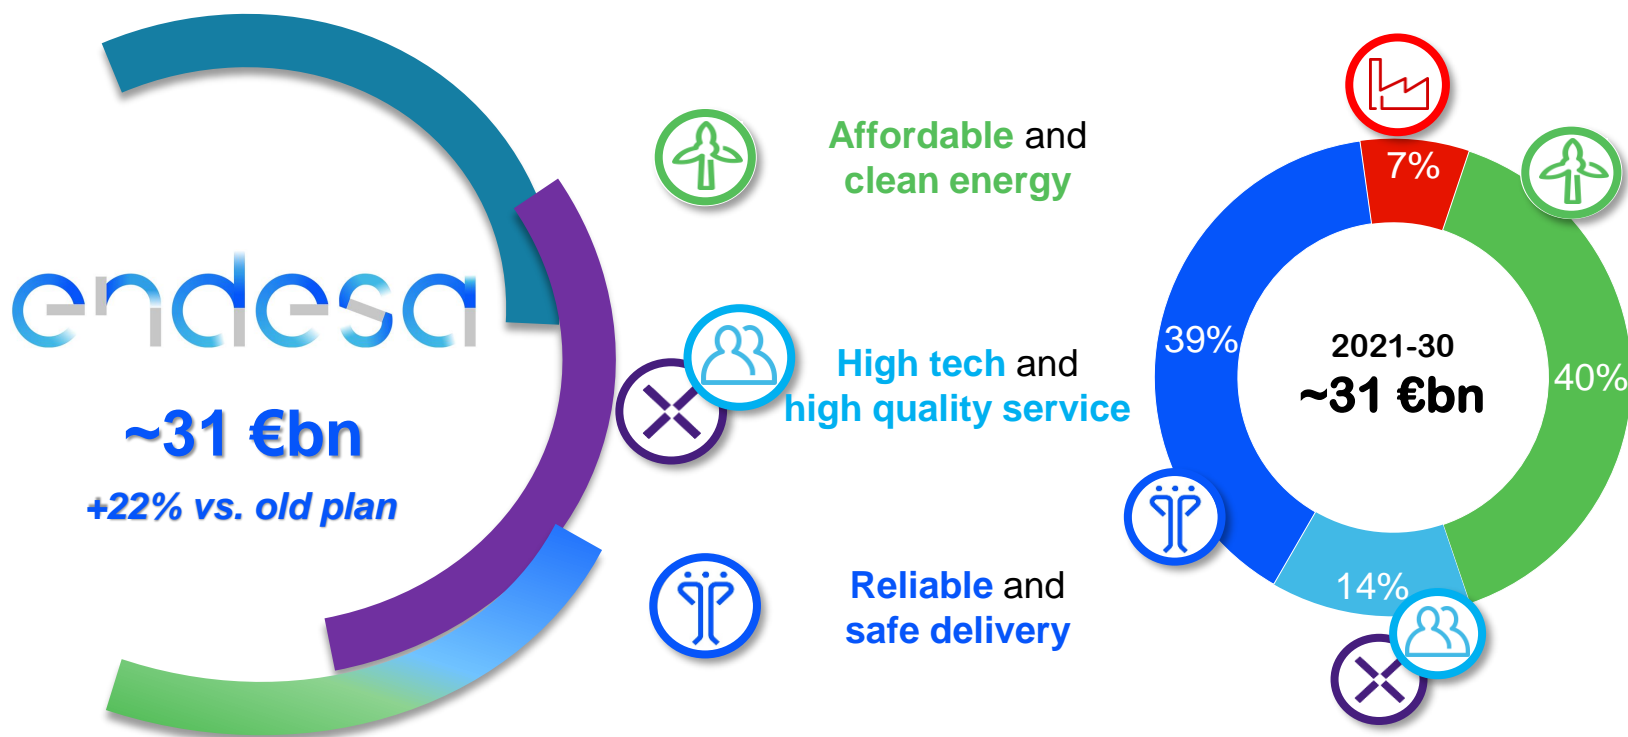 endesa
~31 €bn
+22% vs. old plan
Affordable and
clean energy
High tech and
high quality service
Reliable and
safe delivery
7%
40%
39%
14%
2021-30
~31 €bn